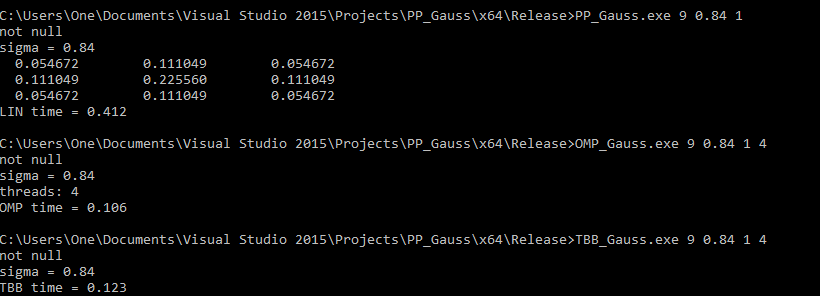 C:\Users\One\Documents\Visual Studio 2015\Projects\PP_Gauss\x64\Release>PP_Gauss.exe 9 0.84 1
not null
sigma = 0.84
0.054672 0.111049 0.054672
0.111049 0.225560 0.111049
0.054672 0.111049 0.054672
LIN time = 0.412
C:\Users\One\Documents\Visual Studio 2015\Projects\PP_Gauss\x64\Release>OMP_Gauss.exe 9 0.84 1 4
not null
sigma = 0.84
threads: 4
OMP time = 0.106
C:\Users\One\Documents\Visual Studio 2015\Projects\PP_Gauss\x64\Release>TBB_Gauss.exe 9 0.84 1 4
not null
sigma = 0.84
TBB time = 0.123